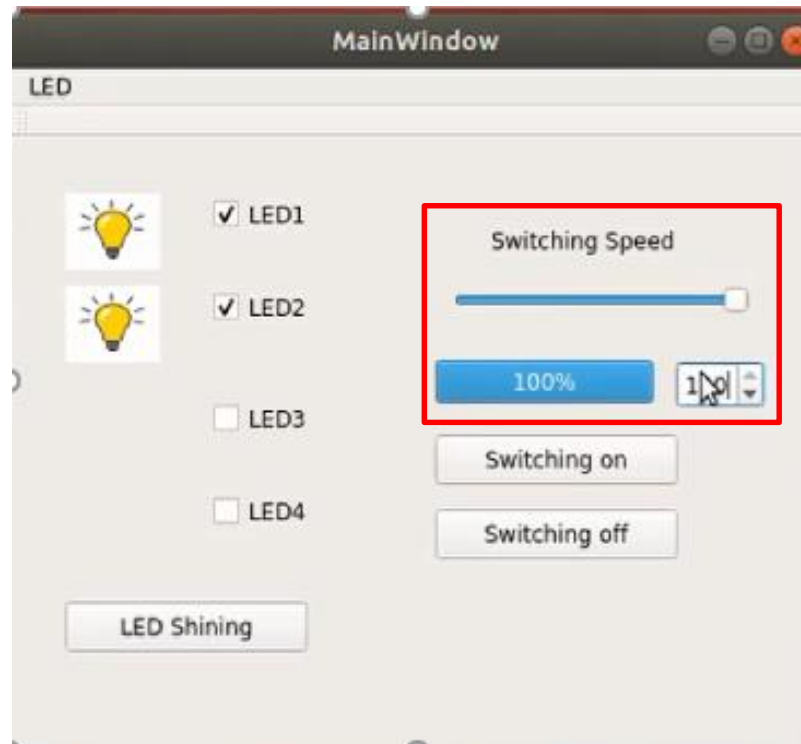 MainWindow
LED
LED1
Switching Speed
LED2
100%
LED3
Switching on
LED4
Switching off
LED Shining